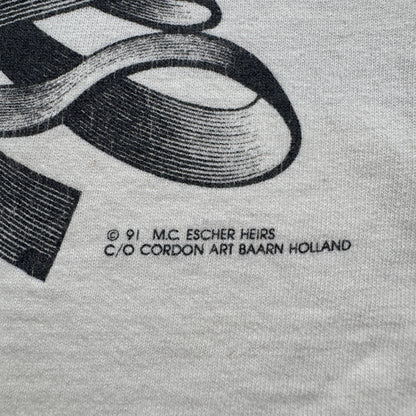 © 91 M.C. ESCHER HEIRS
C/O CORDON ART BAARN HOLLAND